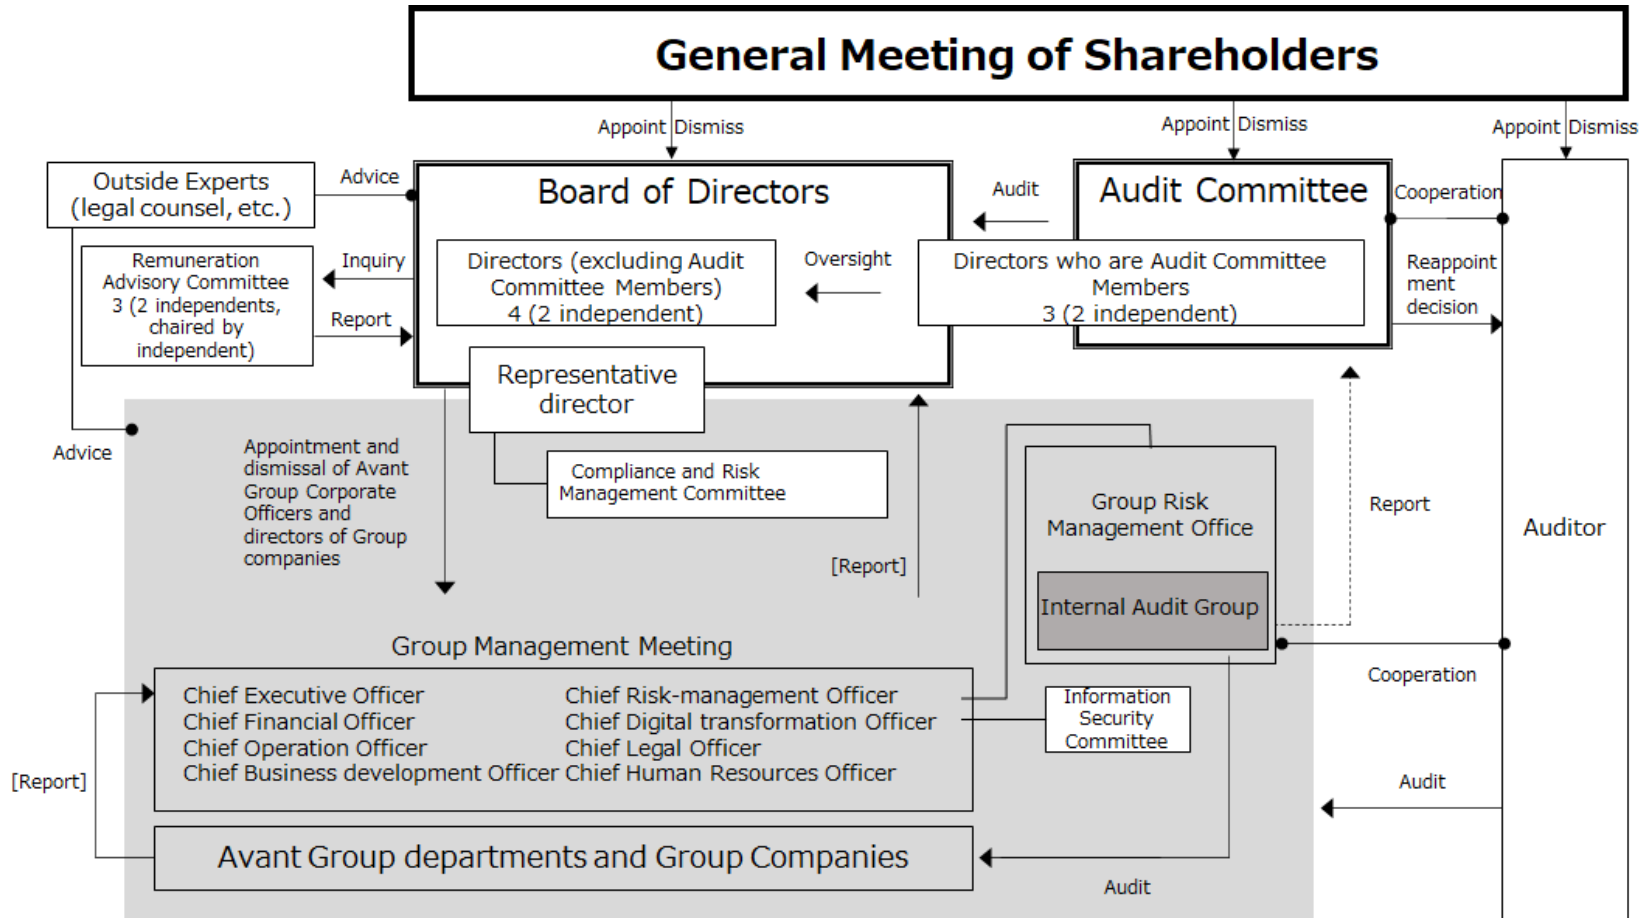 General Meeting of Shareholders
Appoint Dismiss
Appoint Dismiss
Appoint Dismiss
Outside Experts
(legal counsel, etc.)
Advice
Board of Directors
Audit
Audit Committee
Cooperation
Remuneration
Advisory Committee
3 (2 independents,
chaired by
independent)
Inquiry
Report
Directors (excluding Audit
Committee Members)
4 (2 independent)
Oversight
Directors who are Audit Committee
Members
3 (2 independent)
Reappoint
ment
decision
Representative
director
Advice
Appointment and
dismissal of Avant
Group Corporate
Officers and
directors of Group
companies
Compliance and Risk
Management Committee
[Report]
Group Risk
Management Office
Internal Audit Group
Report
Auditor
Cooperation
Group Management Meeting
Chief Executive Officer
Chief Financial Officer
Chief Operation Officer
Chief Business development Officer
Chief Risk-management Officer
Chief Digital transformation Officer
Chief Legal Officer
Chief Human Resources Officer
Information
Security
Committee
[Report]
Audit
Avant Group departments and Group Companies
Audit